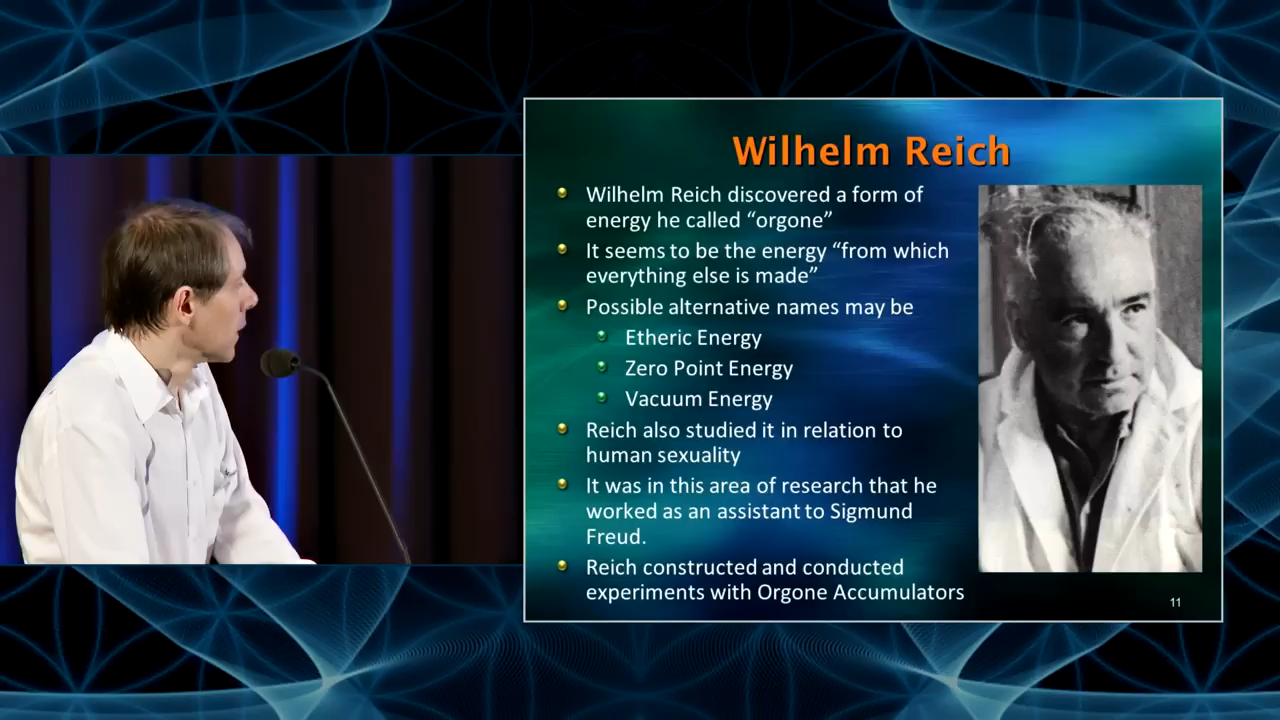 Wilhelm Reich
Wilhelm Reich discovered a form of
energy he called “orgone”
It seems to be the energy “from which
everything else is made”
Possible alternative names may be
Etheric Energy
Zero Point Energy
Vacuum Energy
Reich also studied it in relation to
human sexuality
It was in this area of research that he
worked as an assistant to Sigmund
Freud.
Reich constructed and conducted
experiments with Orgone Accumulators
11